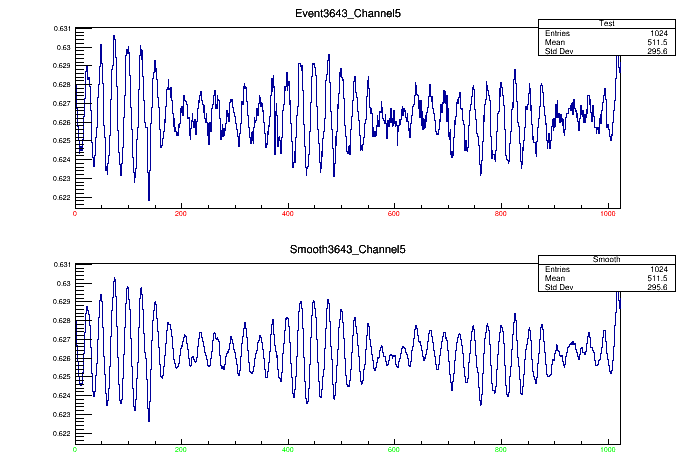 Event3643_Channel5
Test
Entries 1024
Mean 511.5
Std Dev 295.6
0.631
0.63
0.629
0.628
0.627
0.626
0.625
0.624
0.623
0.622
0 200 400 600 800 1000
Smooth3643_Channel5
Smooth
Entries 1024
Mean 511.5
Std Dev 295.6
0.631
0.63
0.629
0.628
0.627
0.626
0.625
0.624
0.623
0.622
0 200 400 600 800 1000